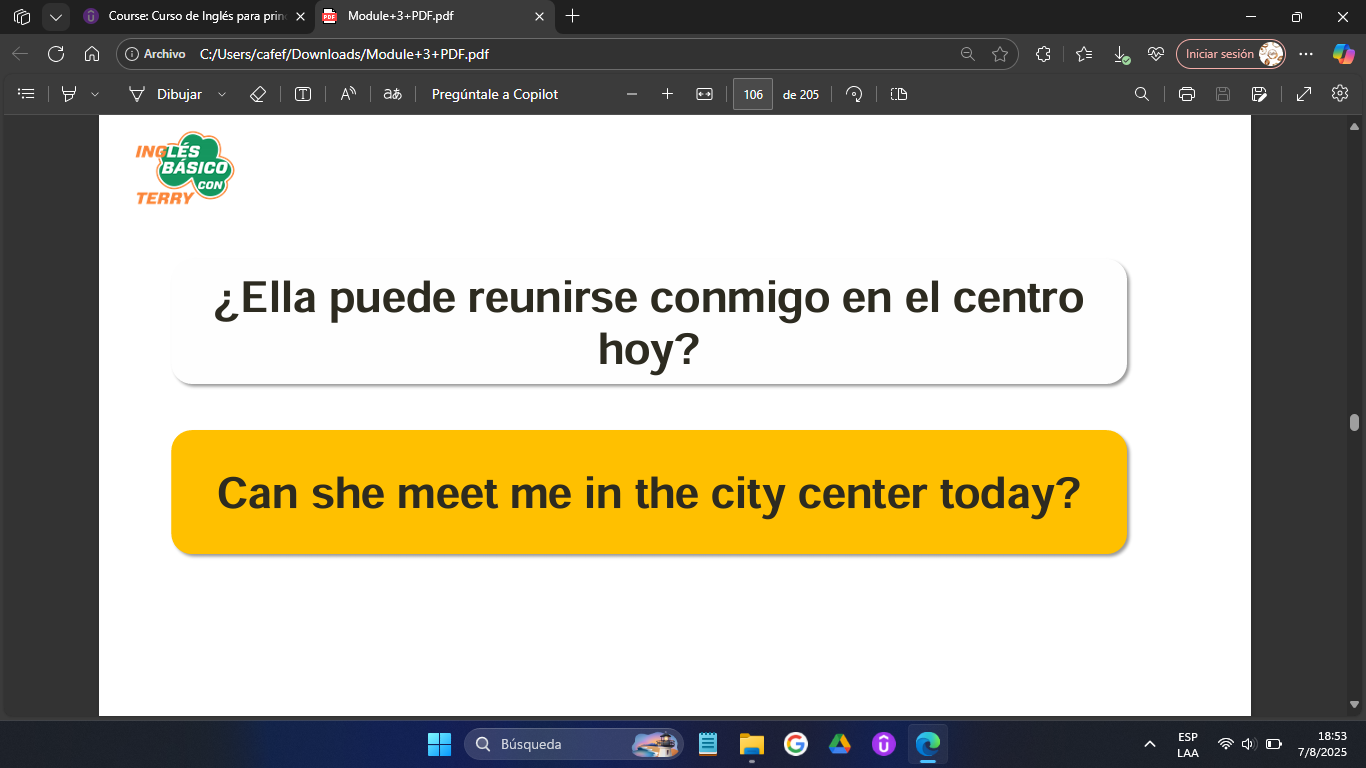 Course: Curso de Inglés para prin
Module+3+PDF.pdf
Archivo
C:/Users/cafef/Downloads/Module+3+PDF.pdf
Iniciar sesión
Dibujar
aあ
Pregúntale a Copilot
106
de 205
INGLÉS
BÁSICO
CON
TERRY
¿Ella puede reunirse conmigo en el centro
hoy?
Can she meet me in the city center today?
Búsqueda
ESP
LAA
18:53
7/8/2025